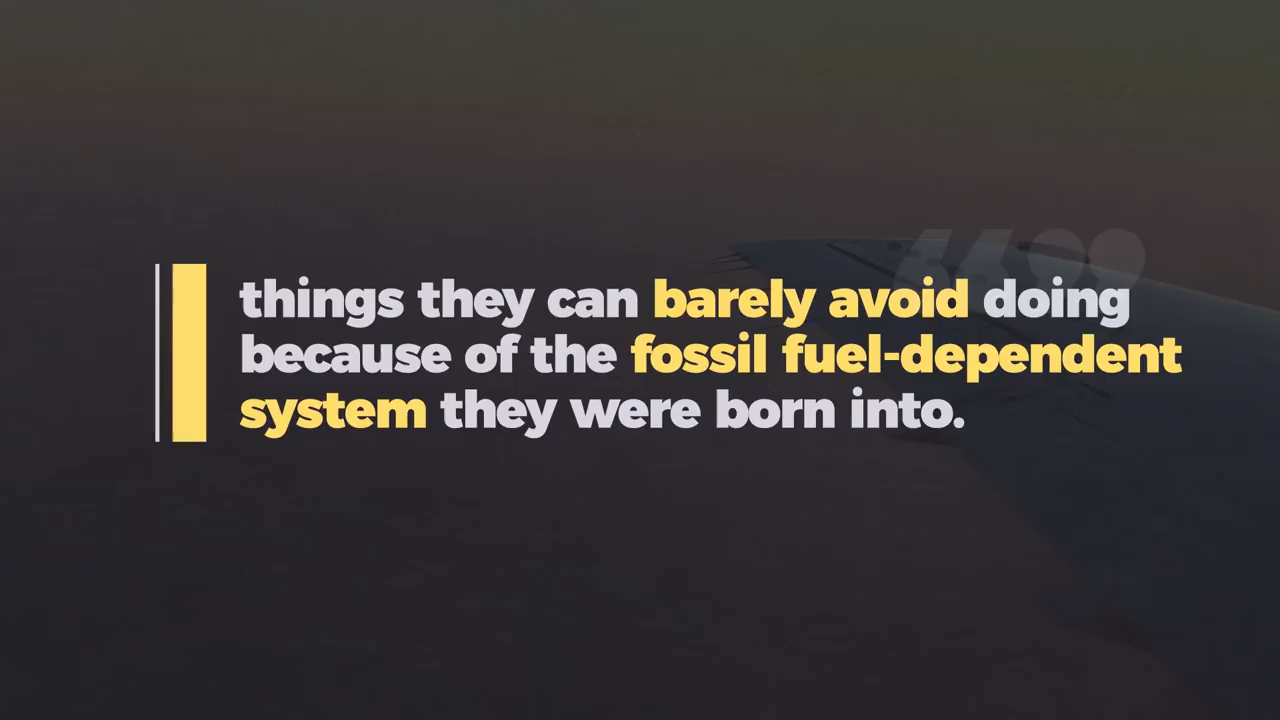 things they can barely avoid doing
because of the fossil fuel-dependent
system they were born into.